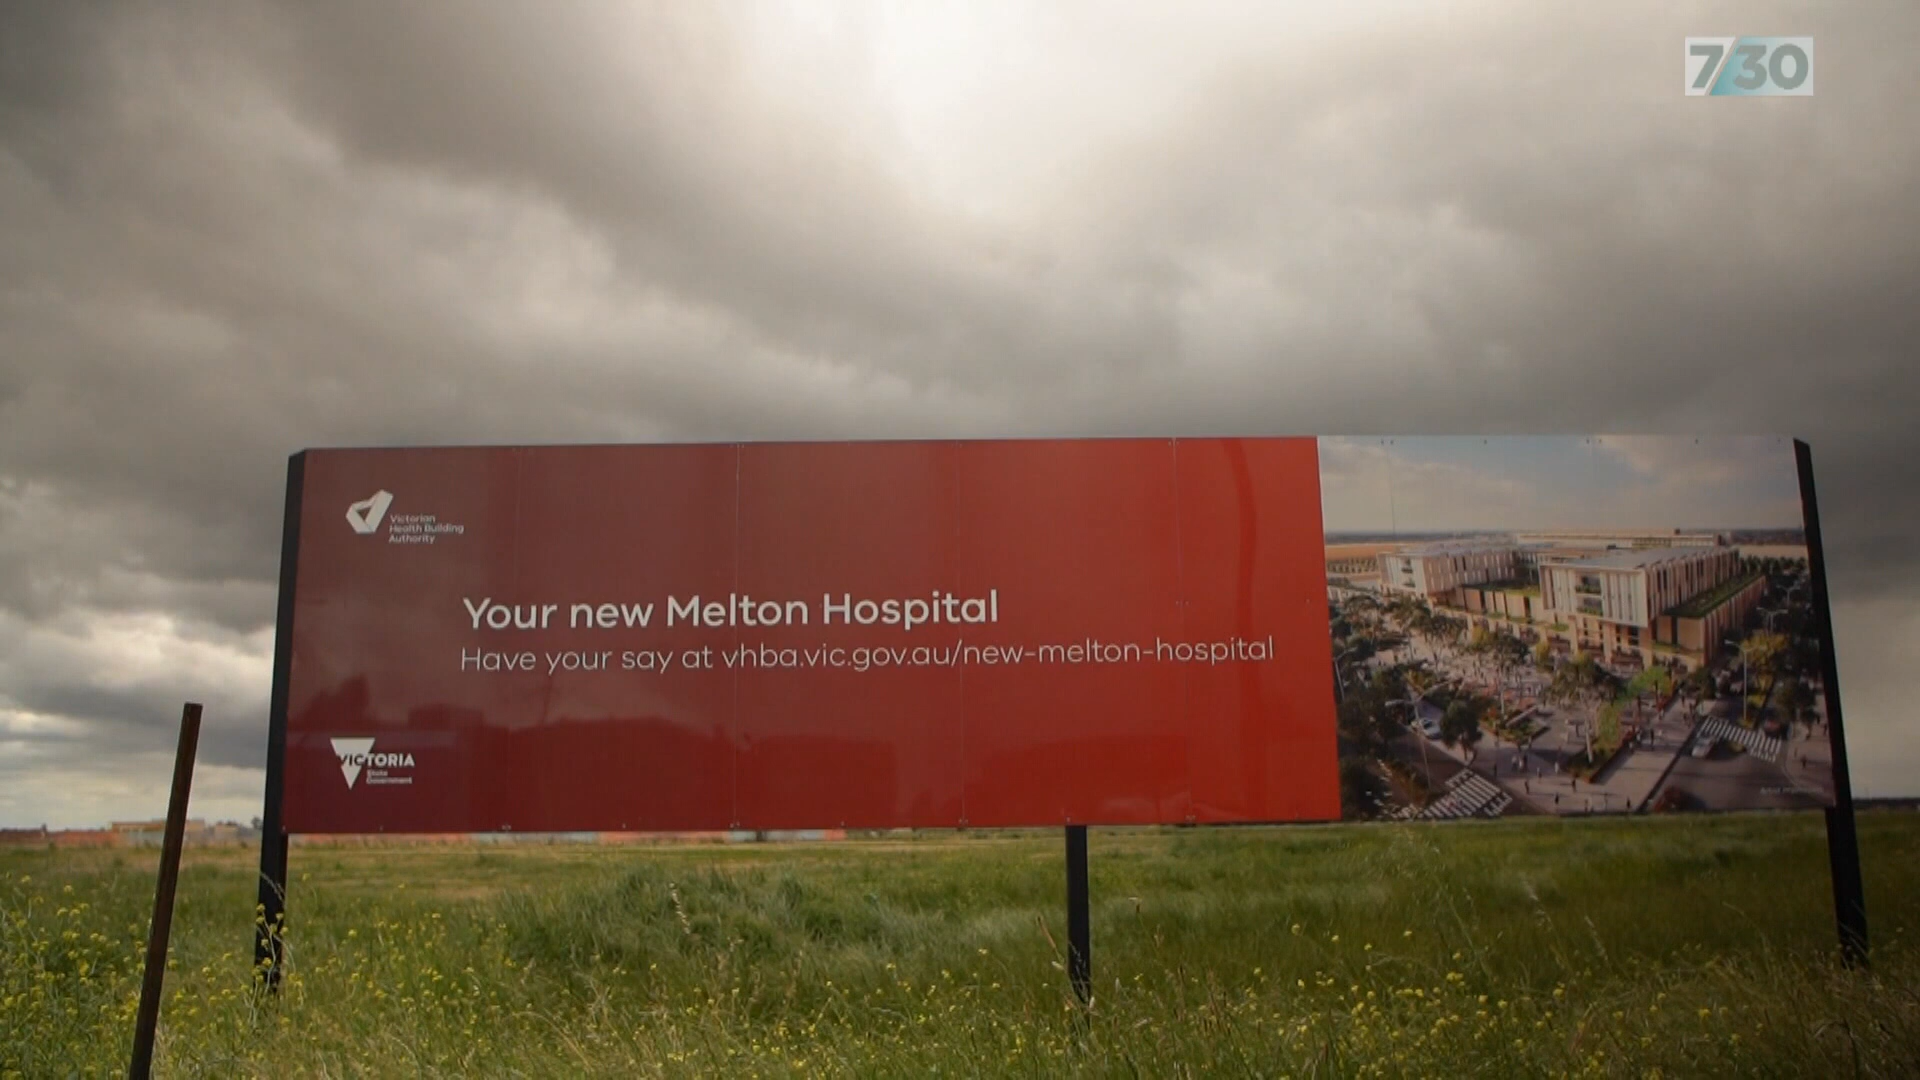 7/30
Victorian
Health Building
Authority
Your new Melton Hospital
Have your say at vhba.vic.gov.au/new-melton-hospital
VICTORIA
State
Government